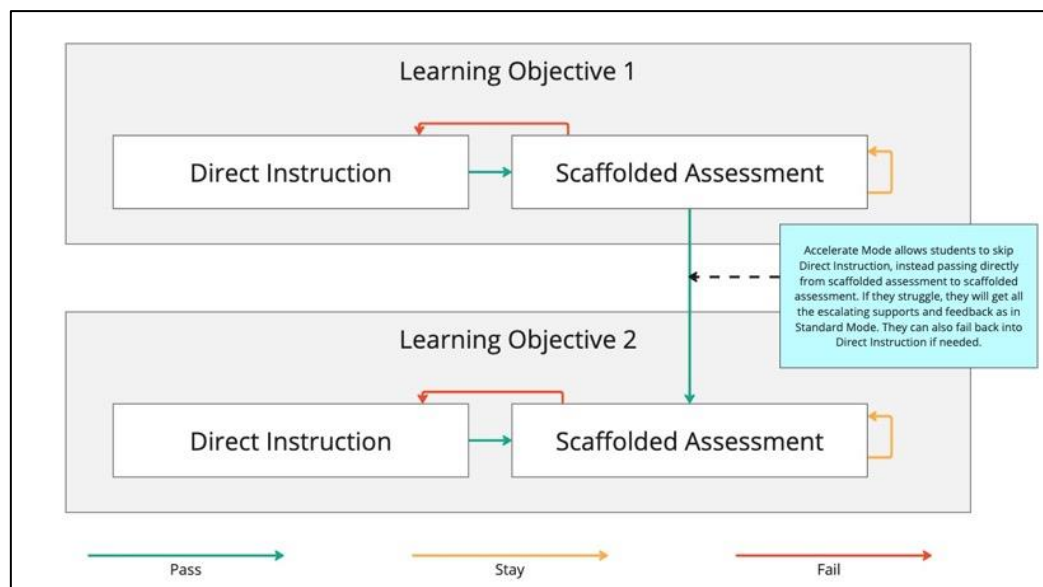 Learning Objective 1
Direct Instruction
Scaffolded Assessment
Accelerate Mode allows students to skip
Direct Instruction, instead passing directly
from scaffolded assessment to scaffolded
assessment. If they struggle, they will get all
the escalating supports and feedback as in
Standard Mode. They can also fail back into
Direct Instruction if needed.
Learning Objective 2
Direct Instruction
Scaffolded Assessment
Pass
Stay
Fail